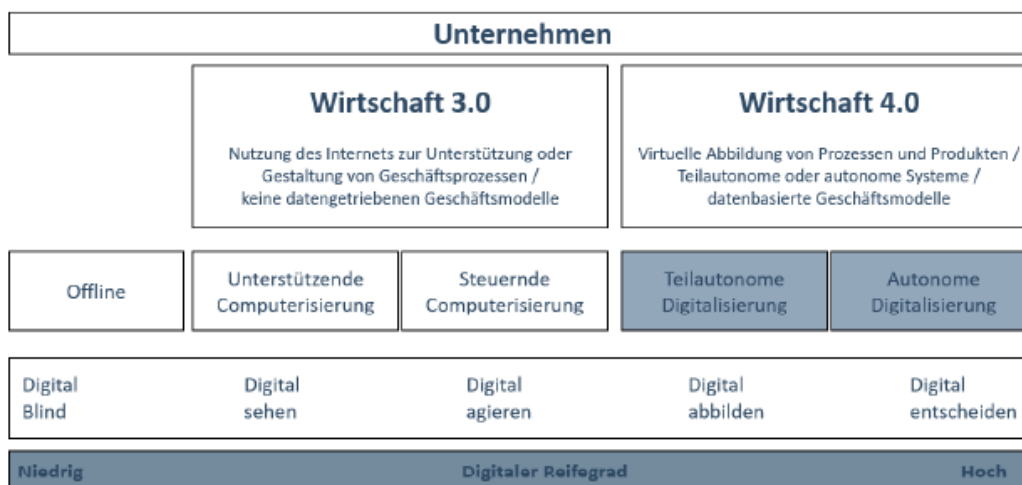 Unternehmen
Wirtschaft 3.0
Nutzung des Internets zur Unterstützung oder
Gestaltung von Geschäftsprozessen /
keine datengetriebenen Geschäftsmodelle
Wirtschaft 4.0
Virtuelle Abbildung von Prozessen und Produkten /
Teilautonome oder autonome Systeme /
datenbasierte Geschäftsmodelle
Offline
Unterstützende
Computerisierung
Steuernde
Computerisierung
Teilautonome
Digitalisierung
Autonome
Digitalisierung
Digital
Blind
Digital
sehen
Digital
agieren
Digital
abbilden
Digital
entscheiden
Niedrig
Digitaler Reifegrad
Hoch